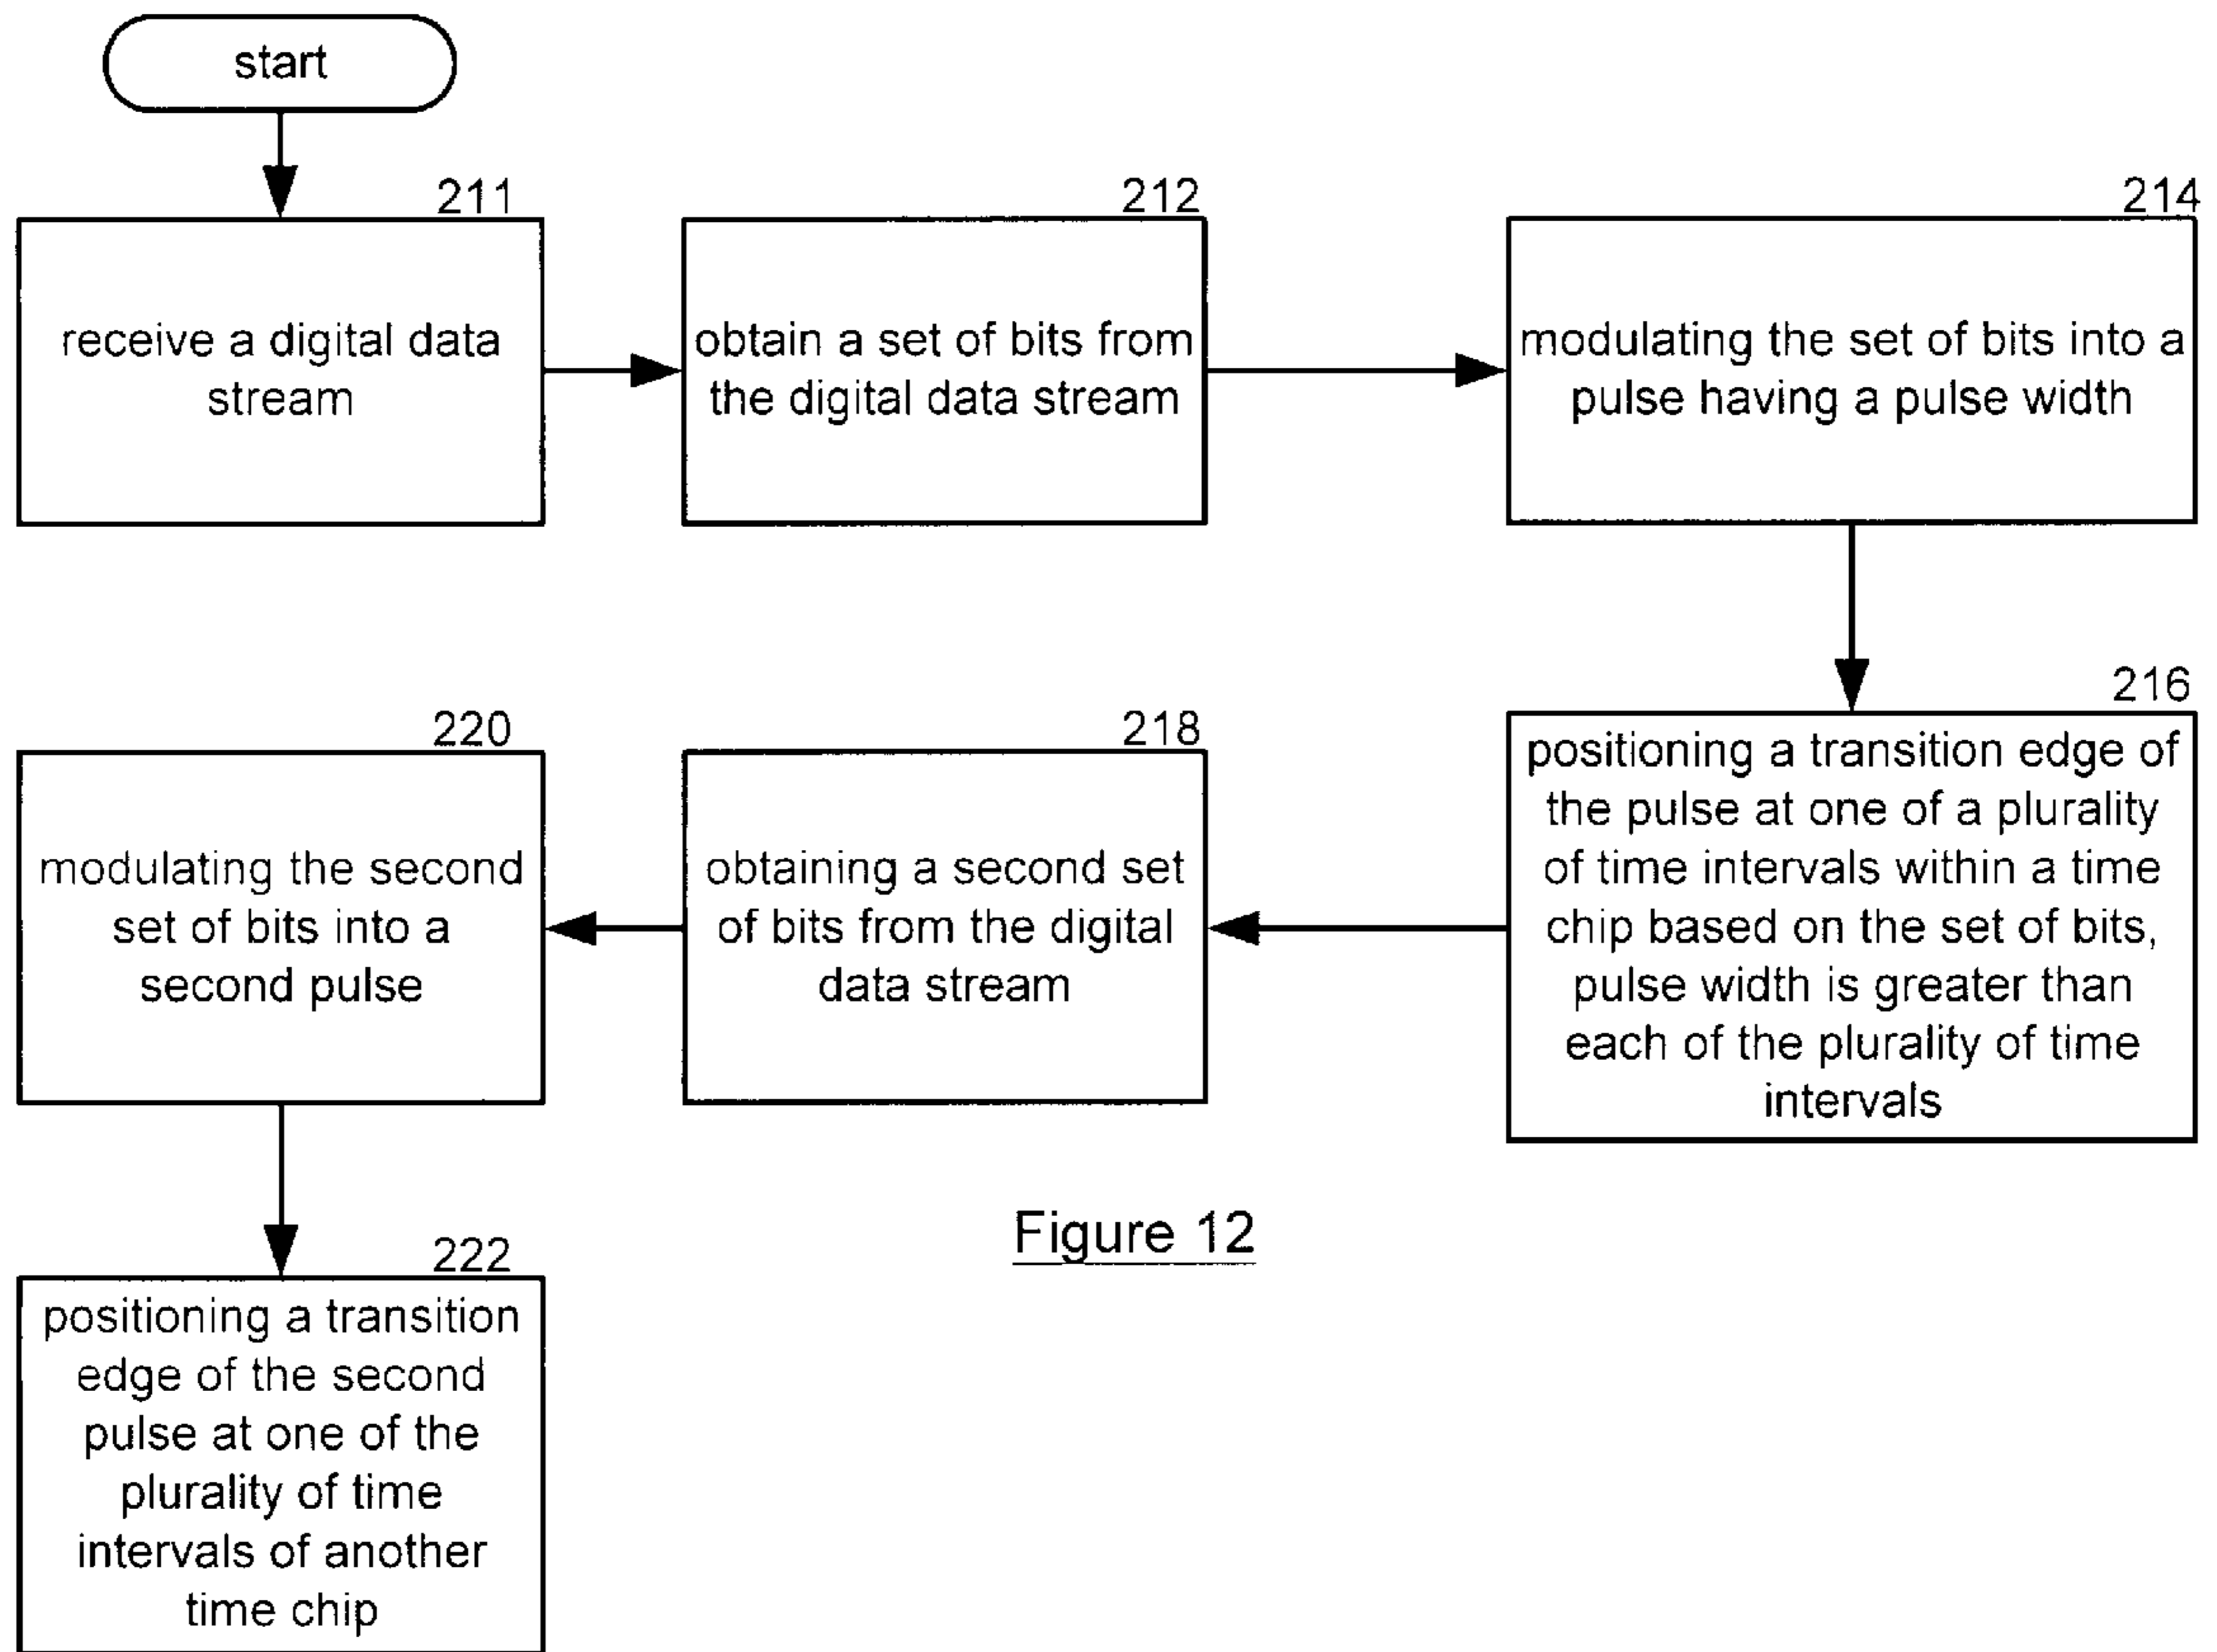 start
211
receive a digital data
stream
212
obtain a set of bits from
the digital data stream
214
modulating the set of bits into a
pulse having a pulse width
216
positioning a transition edge of
the pulse at one of a plurality
of time intervals within a time
chip based on the set of bits,
pulse width is greater than
each of the plurality of time
intervals
218
obtaining a second set
of bits from the digital
data stream
220
modulating the second
set of bits into a
second pulse
222
positioning a transition
edge of the second
pulse at one of the
plurality of time
intervals of another
time chip
Figure 12